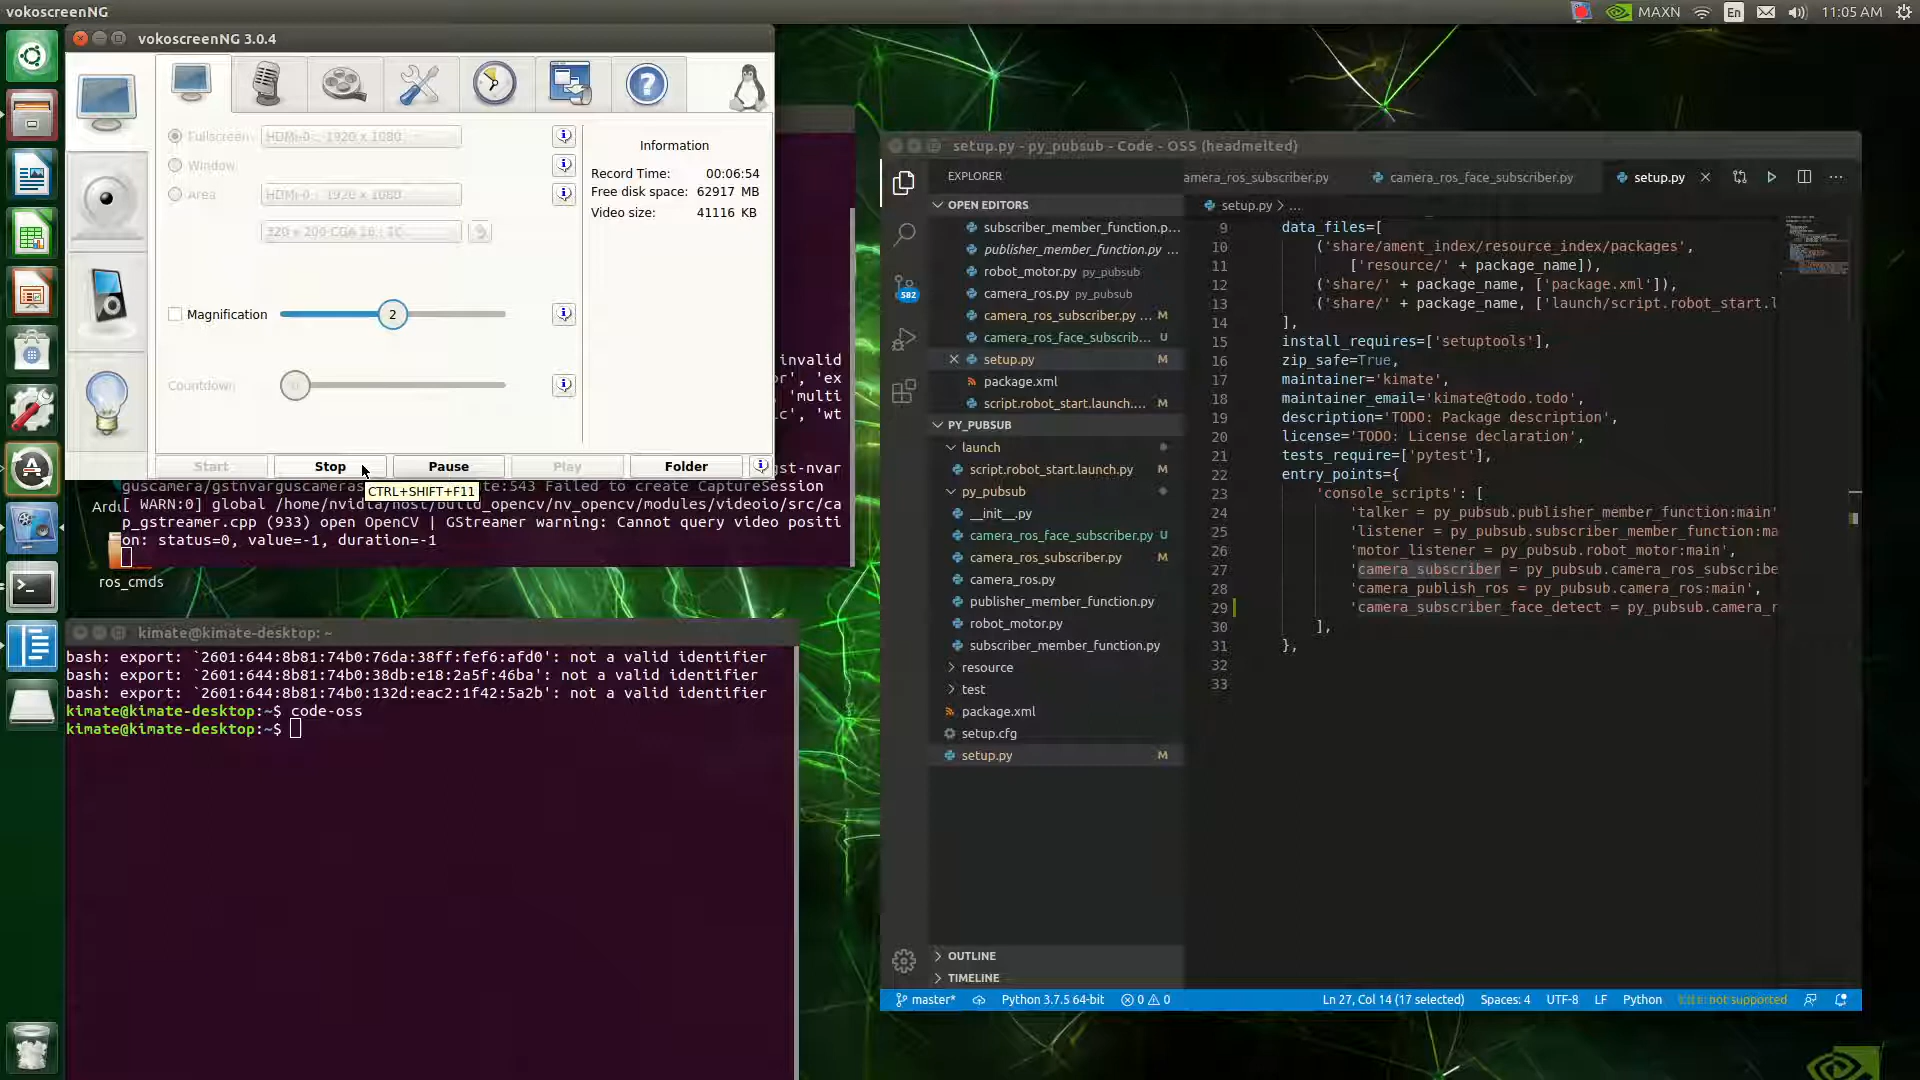 vokoscreenNG
MAXN
En
11:05 AM
vokoscreenNG 3.0.4
Fullscreen
HDMI-0 : 1920 x 1080
Window
Area
HDMI-0 : 1920 x 1080
Information
Record Time: 00:06:54
Free disk space: 62917 MB
Video size: 41116 KB
Magnification
2
Countdown
0
Start
Stop
Pause
Play
Folder
CTRL+SHIFT+F11
invalid
or', 'ex
'multi
c', 'wt
gst-nvar
guscamera/gstnvarguscameras
te:543 Failed to create CaptureSession
[ WARN:0] global /home/nvidia/host/build_opencv/nv_opencv/modules/videoio/src/ca
p_gstreamer.cpp (933) open OpenCV | GStreamer warning: Cannot query video positi
on: status=0, value=-1, duration=-1
Ardu
ros_cmds
kimate@kimate-desktop: ~
bash: export: `2601:644:8b81:74b0:76da:38ff:fef6:afd0': not a valid identifier
bash: export: `2601:644:8b81:74b0:38db:e18:2a5f:46ba': not a valid identifier
bash: export: `2601:644:8b81:74b0:132d:eac2:1f42:5a2b': not a valid identifier
kimate@kimate-desktop:~$ code-oss
kimate@kimate-desktop:~$
setup.py - py_pubsub - Code - OSS (headmelted)
EXPLORER
OPEN EDITORS
subscriber_member_function.p...
publisher_member_function.py ...
robot_motor.py py_pubsub
camera_ros.py py_pubsub
camera_ros_subscriber.py ... M
camera_ros_face_subscrib... U
setup.py M
package.xml
script.robot_start.launch.... M
PY_PUBSUB
launch
script.robot_start.launch.py M
py_pubsub
__init__.py
camera_ros_face_subscriber.py U
camera_ros_subscriber.py M
camera_ros.py
publisher_member_function.py
robot_motor.py
subscriber_member_function.py
resource
test
package.xml
setup.cfg
setup.py M
OUTLINE
TIMELINE
582
amera_ros_subscriber.py
camera_ros_face_subscriber.py
setup.py
setup.py > ...
9 data_files=[
10 ('share/ament_index/resource_index/packages',
11 ['resource/' + package_name]),
12 ('share/' + package_name, ['package.xml']),
13 ('share/' + package_name, ['launch/script.robot_start.l
14 ],
15 install_requires=['setuptools'],
16 zip_safe=True,
17 maintainer='kimate',
18 maintainer_email='kimate@todo.todo',
19 description='TODO: Package description',
20 license='TODO: License declaration',
21 tests_require=['pytest'],
22 entry_points={
23 'console_scripts': [
24 'talker = py_pubsub.publisher_member_function:main'
25 'listener = py_pubsub.subscriber_member_function:ma
26 'motor_listener = py_pubsub.robot_motor:main',
27 'camera_subscriber = py_pubsub.camera_ros_subscribe
28 'camera_publish_ros = py_pubsub.camera_ros:main',
29 'camera_subscriber_face_detect = py_pubsub.camera_r
30 ],
31 },
32
33
master*
Python 3.7.5 64-bit
0
0
Ln 27, Col 14 (17 selected)
Spaces: 4
UTF-8
LF
Python
not supported